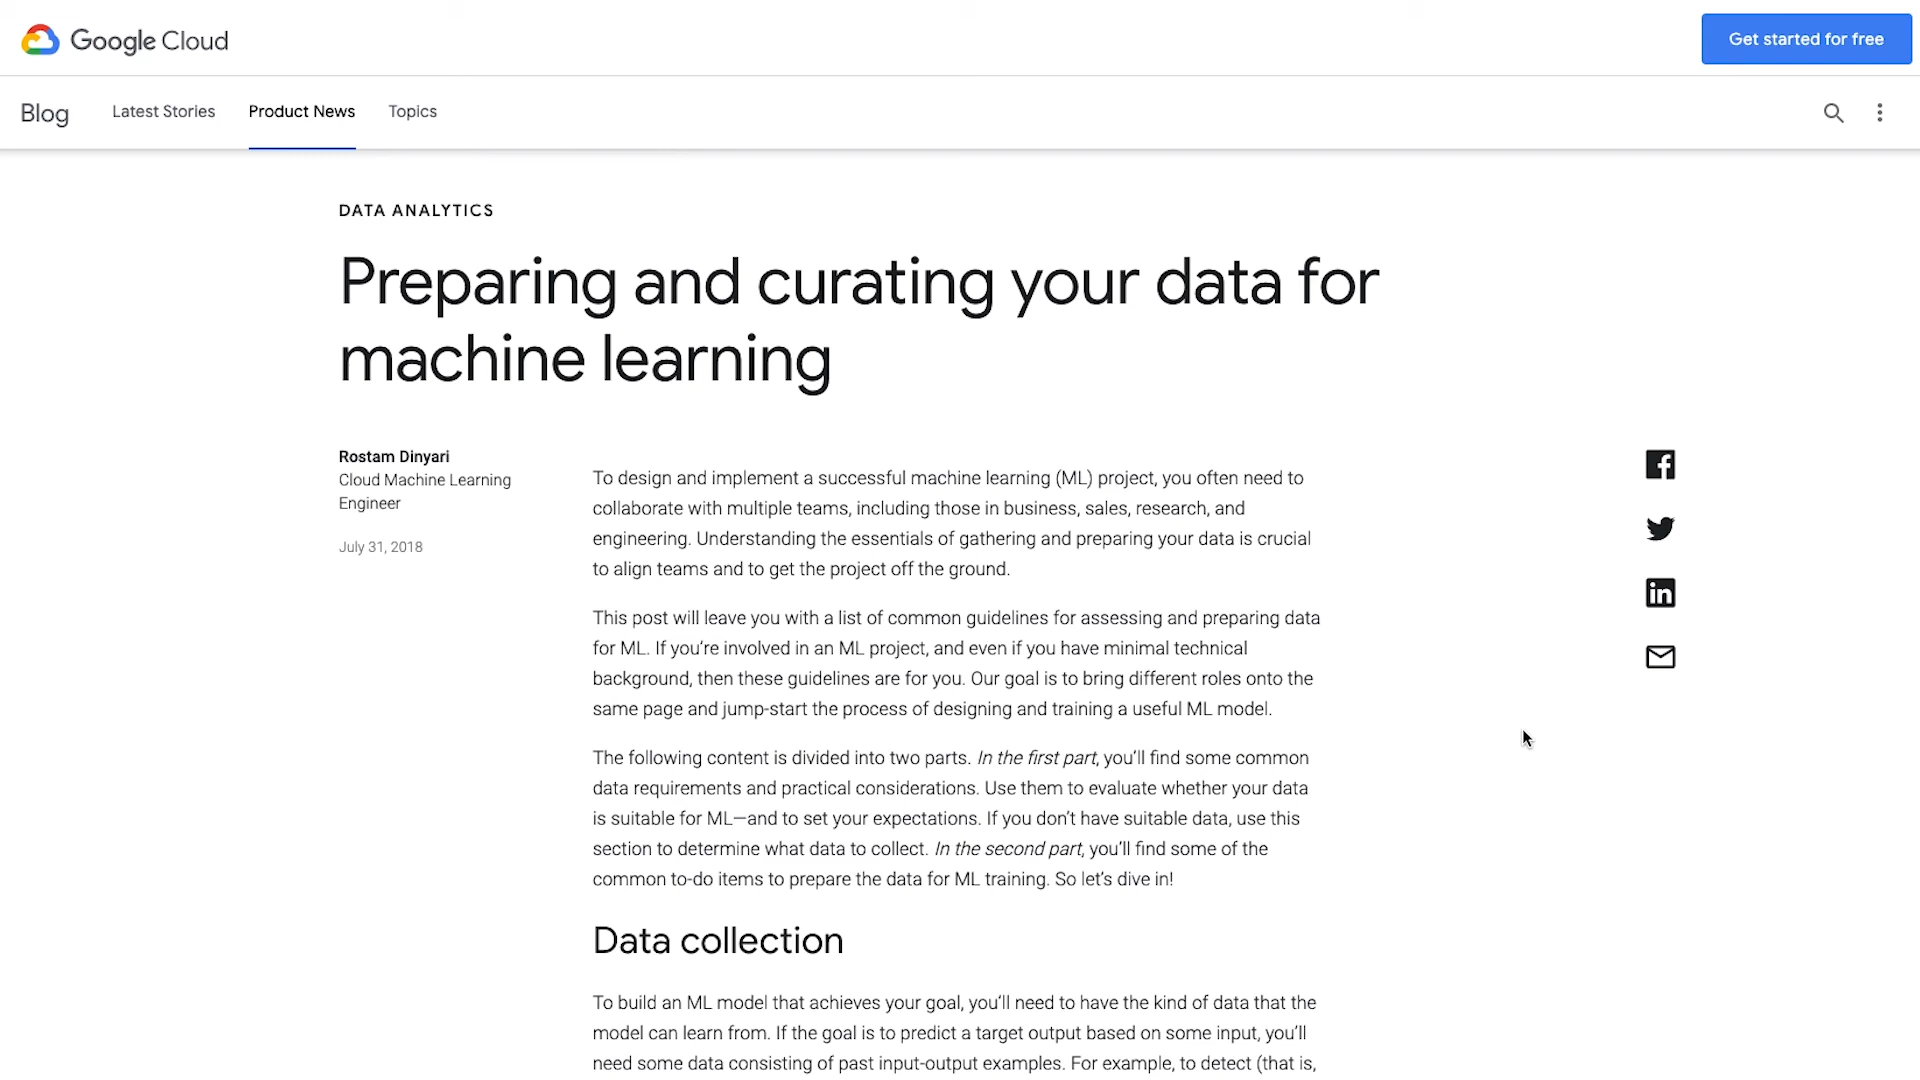 Google Cloud
Get started for free
Blog
Latest Stories
Product News
Topics
DATA ANALYTICS
Preparing and curating your data for
machine learning
Rostam Dinyari
Cloud Machine Learning
Engineer
July 31, 2018
To design and implement a successful machine learning (ML) project, you often need to
collaborate with multiple teams, including those in business, sales, research, and
engineering. Understanding the essentials of gathering and preparing your data is crucial
to align teams and to get the project off the ground.
This post will leave you with a list of common guidelines for assessing and preparing data
for ML. If you’re involved in an ML project, and even if you have minimal technical
background, then these guidelines are for you. Our goal is to bring different roles onto the
same page and jump-start the process of designing and training a useful ML model.
The following content is divided into two parts. In the first part, you’ll find some common
data requirements and practical considerations. Use them to evaluate whether your data
is suitable for ML—and to set your expectations. If you don’t have suitable data, use this
section to determine what data to collect. In the second part, you’ll find some of the
common to-do items to prepare the data for ML training. So let’s dive in!
Data collection
To build an ML model that achieves your goal, you’ll need to have the kind of data that the
model can learn from. If the goal is to predict a target output based on some input, you’ll
need some data consisting of past input-output examples. For example, to detect (that is,